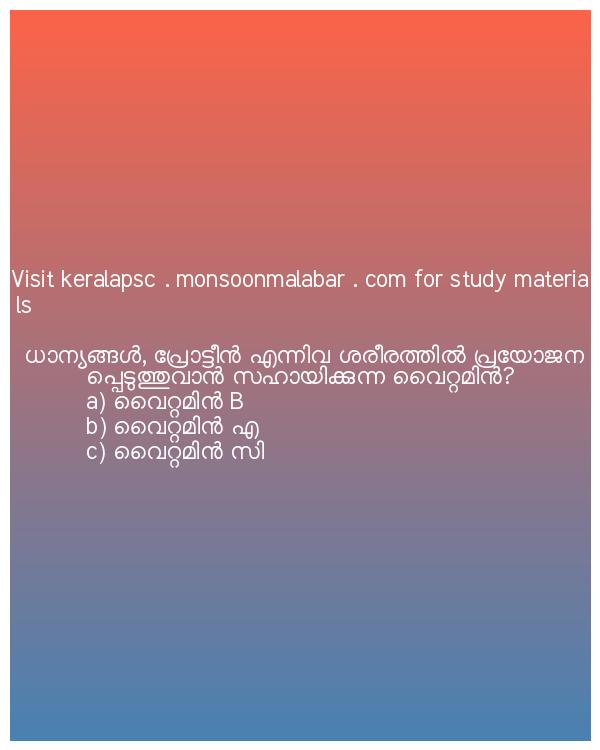 Visit keralapsc . monsoonmalabar . com for study materia
ls
ധാന്യങ്ങൾ, പ്രോട്ടീൻ എന്നിവ ശരീരത്തിൽ പ്രയോജന
പ്പെടുത്തുവാൻ സഹായിക്കുന്ന വൈറ്റമിൻ?
a) വൈറ്റമിൻ B
b) വൈറ്റമിൻ എ
c) വൈറ്റമിൻ സി